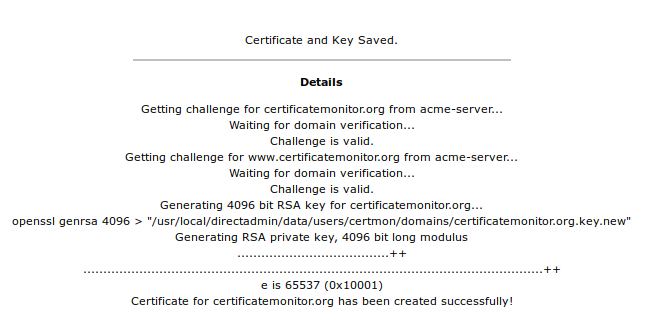 Certificate and Key Saved.
Details
Getting challenge for certificatemonitor.org from acme-server...
Waiting for domain verification...
Challenge is valid.
Getting challenge for www.certificatemonitor.org from acme-server...
Waiting for domain verification...
Challenge is valid.
Generating 4096 bit RSA key for certificatemonitor.org...
openssl genrsa 4096 > "/usr/local/directadmin/data/users/certmon/domains/certificatemonitor.org.key.new"
Generating RSA private key, 4096 bit long modulus
......................................++
...................................................................................................................++
e is 65537 (0x10001)
Certificate for certificatemonitor.org has been created successfully!